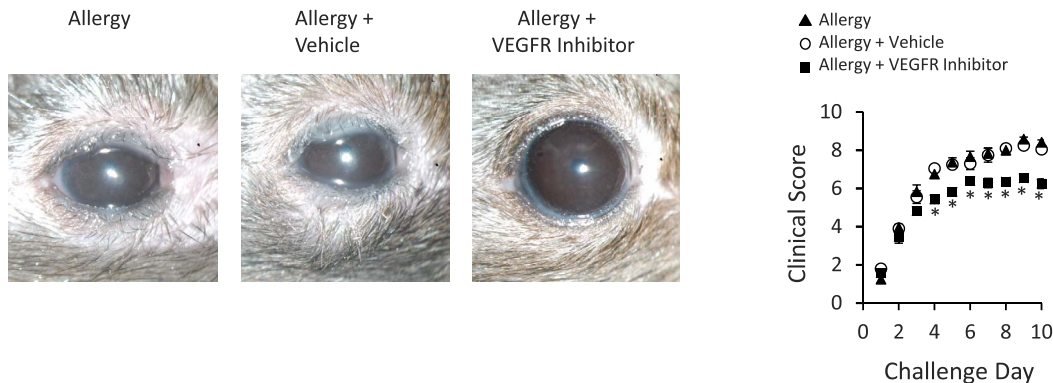 Allergy
Allergy +
Vehicle
Allergy +
VEGFR Inhibitor
Allergy
Allergy + Vehicle
Allergy + VEGFR Inhibitor
Clinical Score
10
8
6
4
2
0
* * * * * * *
0 2 4 6 8 10
Challenge Day